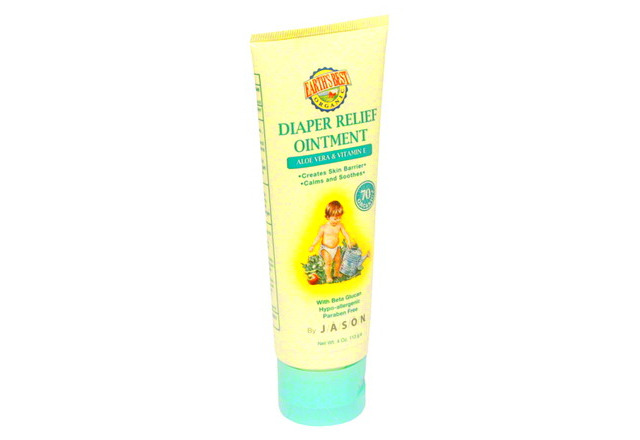 EARTH'S BEST
ORGANIC
DIAPER RELIEF
OINTMENT
ALOE VERA & VITAMIN E
•Creates Skin Barrier•
•Calms and Soothes•
70
With Beta Glucan
Hypo-allergenic
Paraben Free
By JASON
Net wt. 4 Oz. 113 g ℮